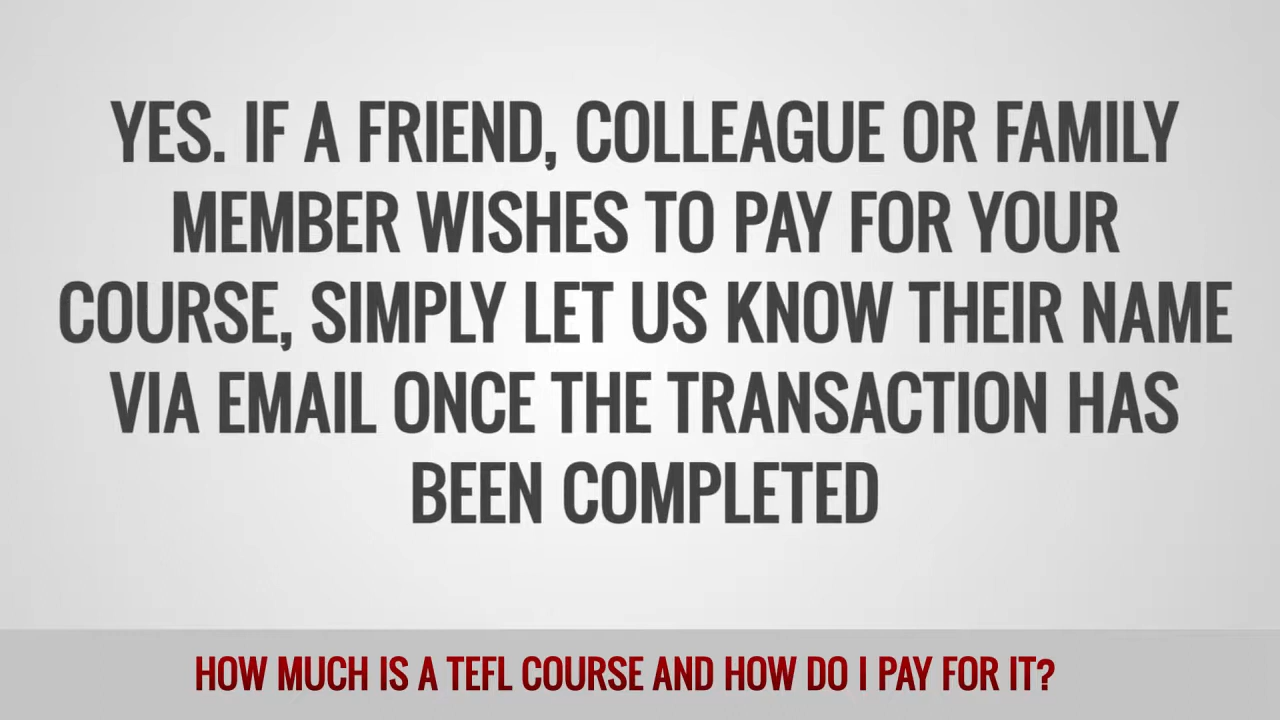 YES. IF A FRIEND, COLLEAGUE OR FAMILY
MEMBER WISHES TO PAY FOR YOUR
COURSE, SIMPLY LET US KNOW THEIR NAME
VIA EMAIL ONCE THE TRANSACTION HAS
BEEN COMPLETED
HOW MUCH IS A TEFL COURSE AND HOW DO I PAY FOR IT?